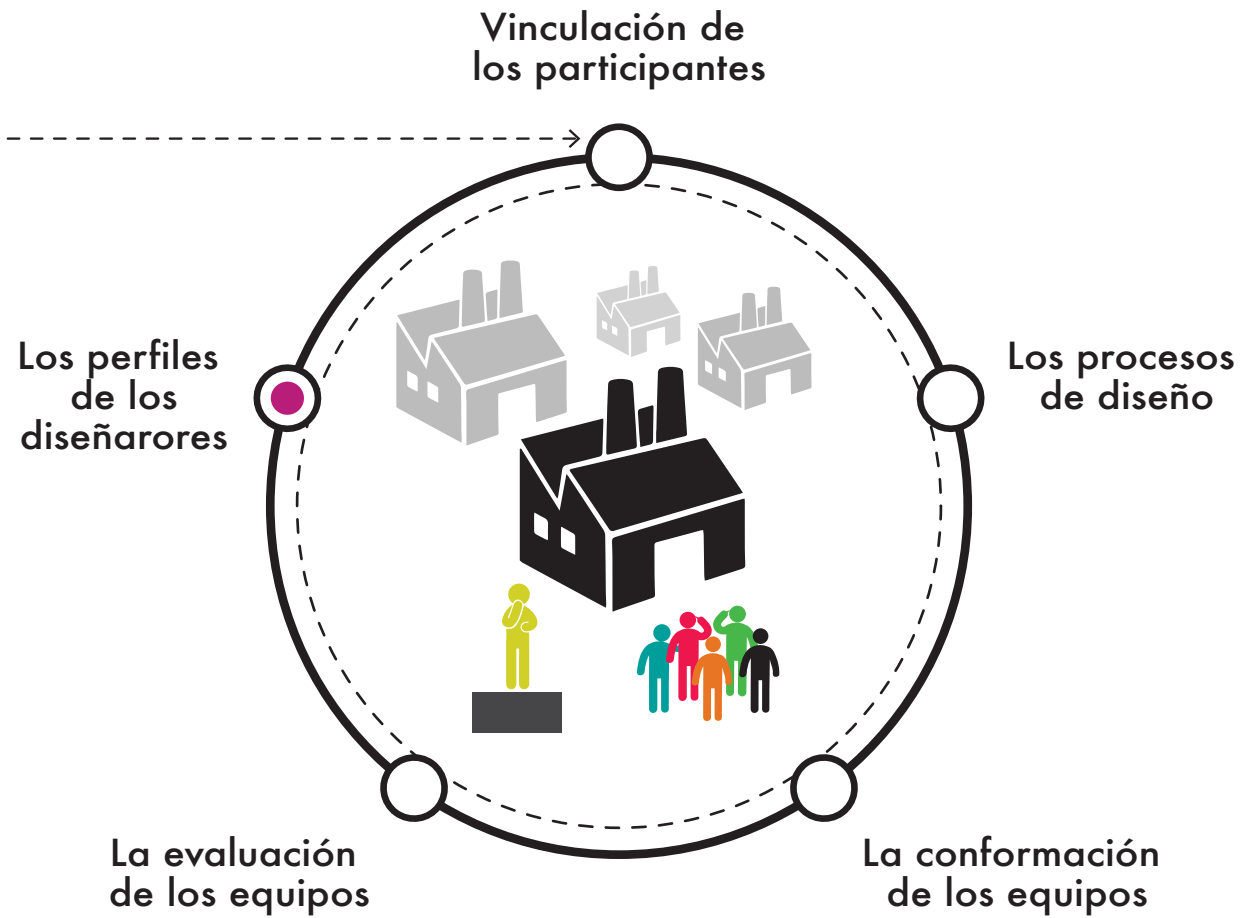 Vinculación de
los participantes
Los perfiles
de los
diseñarores
Los procesos
de diseño
La evaluación
de los equipos
La conformación
de los equipos